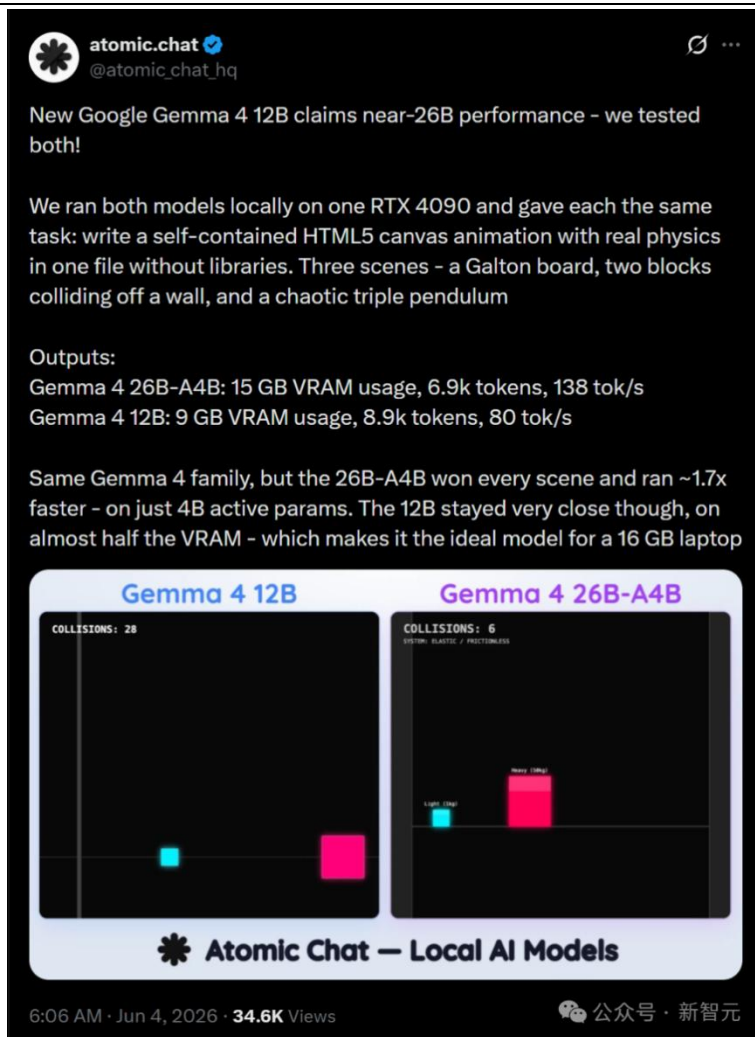 atomic.chat
@atomic_chat_hq
New Google Gemma 4 12B claims near-26B performance - we tested
both!
We ran both models locally on one RTX 4090 and gave each the same
task: write a self-contained HTML5 canvas animation with real physics
in one file without libraries. Three scenes - a Galton board, two blocks
colliding off a wall, and a chaotic triple pendulum
Outputs:
Gemma 4 26B-A4B: 15 GB VRAM usage, 6.9k tokens, 138 tok/s
Gemma 4 12B: 9 GB VRAM usage, 8.9k tokens, 80 tok/s
Same Gemma 4 family, but the 26B-A4B won every scene and ran ~1.7x
faster - on just 4B active params. The 12B stayed very close though, on
almost half the VRAM - which makes it the ideal model for a 16 GB laptop
Gemma 4 12B
Gemma 4 26B-A4B
COLLISIONS: 28
COLLISIONS: 6
SYSTEM: ELASTIC / FRICTIONLESS
Light (1kg)
Atomic Chat — Local AI Models
6:06 AM · Jun 4, 2026 · 34.6K Views
公众号 · 新智元